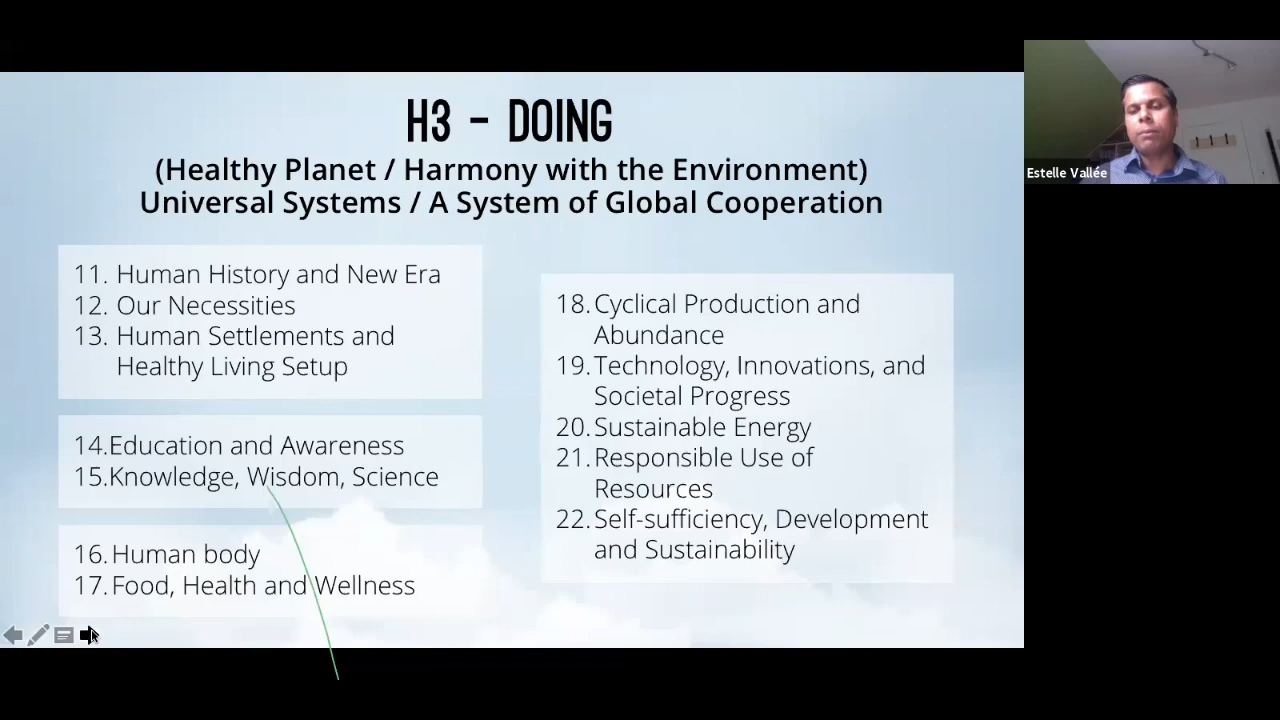 H3 - DOING
(Healthy Planet / Harmony with the Environment)
Universal Systems / A System of Global Cooperation
11. Human History and New Era
12. Our Necessities
13. Human Settlements and
Healthy Living Setup
14.Education and Awareness
15.Knowledge, Wisdom, Science
16.Human body
17.Food, Health and Wellness
18.Cyclical Production and
Abundance
19.Technology, Innovations, and
Societal Progress
20.Sustainable Energy
21.Responsible Use of
Resources
22.Self-sufficiency, Development
and Sustainability
Estelle Vallée